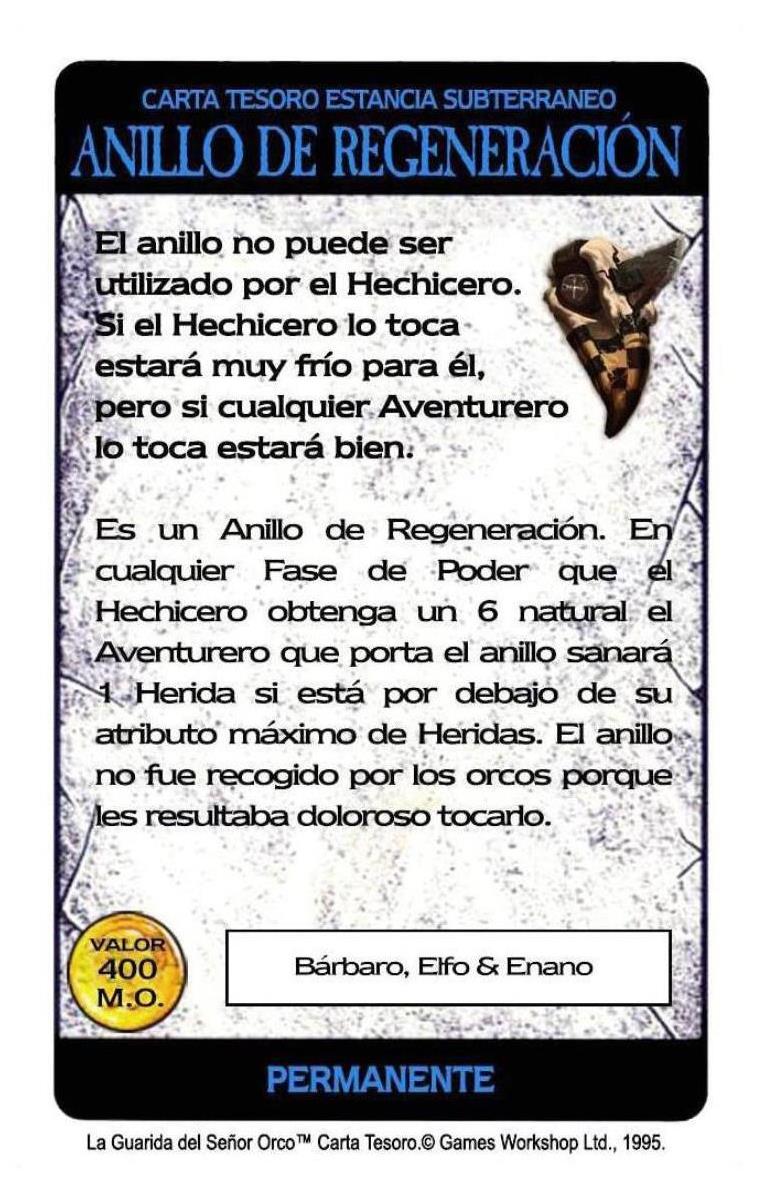 CARTA TESORO ESTANCIA SUBTERRANEO
ANILLO DE REGENERACIÓN
El anillo no puede ser
utilizado por el Hechicero.
Si el Hechicero lo toca
estará muy frío para él,
pero si cualquier Aventurero
lo toca estará bien.
Es un Anillo de Regeneración. En
cualquier Fase de Poder que el
Hechicero obtenga un 6 natural el
Aventurero que porta el anillo sanará
1 Herida si está por debajo de su
atributo máximo de Heridas. El anillo
no fue recogido por los orcos porque
les resultaba doloroso tocarlo.
VALOR
400
M.O.
Bárbaro, Elfo & Enano
PERMANENTE
La Guarida del Señor Orco™ Carta Tesoro.© Games Workshop Ltd., 1995.